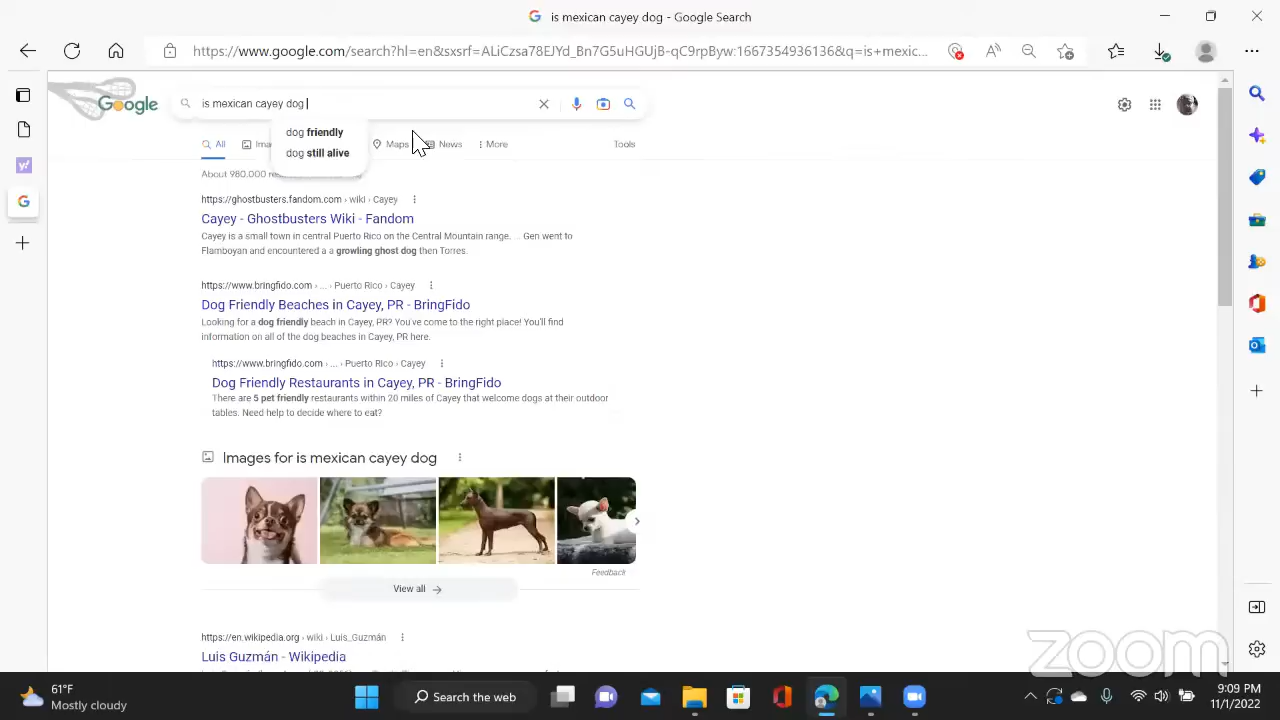 is mexican cayey dog - Google Search
https://www.google.com/search?hl=en&sxsrf=ALiCzsa78EJYd_Bn7G5uHGUjB-qC9rpByw:1667354936136&q=is+mexic...
Google
is mexican cayey dog
dog friendly
dog still alive
All
Maps
News
More
Tools
About 980.000
https://ghostbusters.fandom.com › wiki › Cayey
Cayey - Ghostbusters Wiki - Fandom
Cayey is a small town in central Puerto Rico on the Central Mountain range. ... Gen went to
Flamboyan and encountered a a growling ghost dog then Torres.
https://www.bringfido.com › ... › Puerto Rico › Cayey
Dog Friendly Beaches in Cayey, PR - BringFido
Looking for a dog friendly beach in Cayey, PR? You've come to the right place! You'll find
information on all of the dog beaches in Cayey, PR here.
https://www.bringfido.com › ... › Puerto Rico › Cayey
Dog Friendly Restaurants in Cayey, PR - BringFido
There are 5 pet friendly restaurants within 20 miles of Cayey that welcome dogs at their outdoor
tables. Need help to decide where to eat?
Images for is mexican cayey dog
Feedback
View all
https://en.wikipedia.org › wiki › Luis_Guzmán
Luis Guzmán - Wikipedia
zoom
61°F
Mostly cloudy
Search the web
9:09 PM
11/1/2022